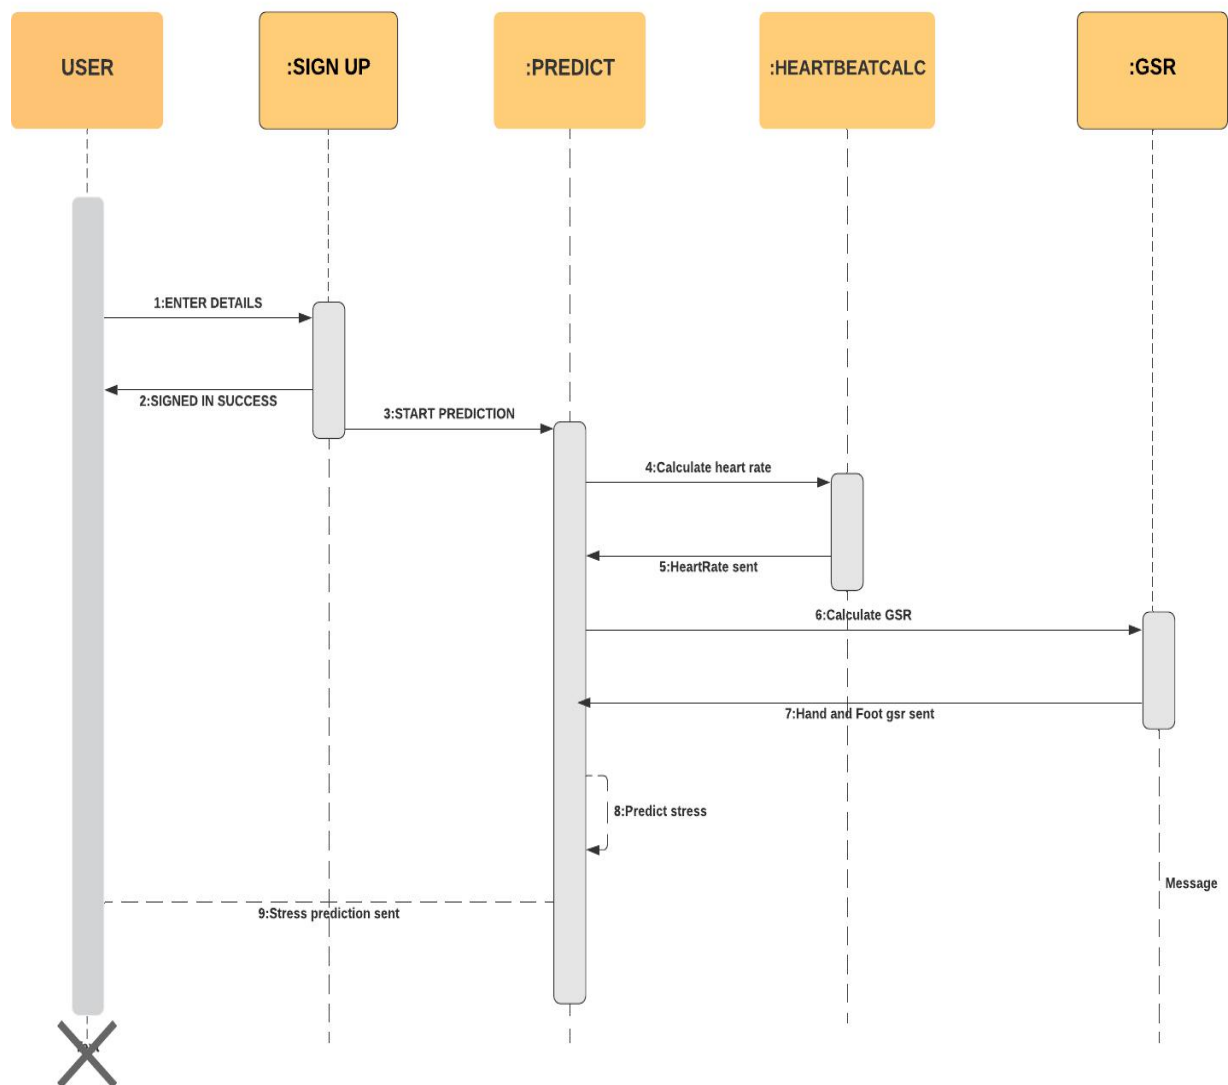 USER
:SIGN UP
:PREDICT
:HEARTBEATCALC
:GSR
1:ENTER DETAILS
2:SIGNED IN SUCCESS
3:START PREDICTION
4:Calculate heart rate
5:HeartRate sent
6:Calculate GSR
7:Hand and Foot gsr sent
8:Predict stress
Message
9:Stress prediction sent